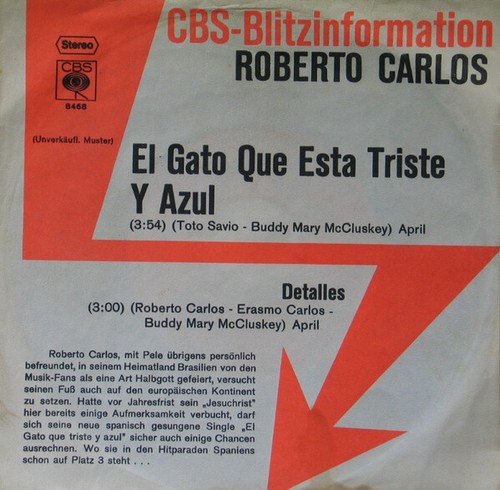 CBS-Blitzinformation
Stereo
ROBERTO CARLOS
CBS
8468
(Unverkäufl. Muster)
El Gato Que Esta Triste
Y Azul
(3:54) (Toto Savio - Buddy Mary McCluskey) April
Detalles
(3:00) (Roberto Carlos - Erasmo Carlos -
Buddy Mary McCluskey) April
Roberto Carlos, mit Pele übrigens persönlich
befreundet, in seinem Heimatland Brasilien von den
Musik-Fans als eine Art Halbgott gefeiert, versucht
seinen Fuß auch auf den europäischen Kontinent
zu setzen. Hatte vor Jahresfrist sein „Jesuchrist"
hier bereits einige Aufmerksamkeit verbucht, darf
sich seine neue spanisch gesungene Single „El
Gato que triste y azul" sicher auch einige Chancen
ausrechnen. Wo sie in den Hitparaden Spaniens
schon auf Platz 3 steht . . .